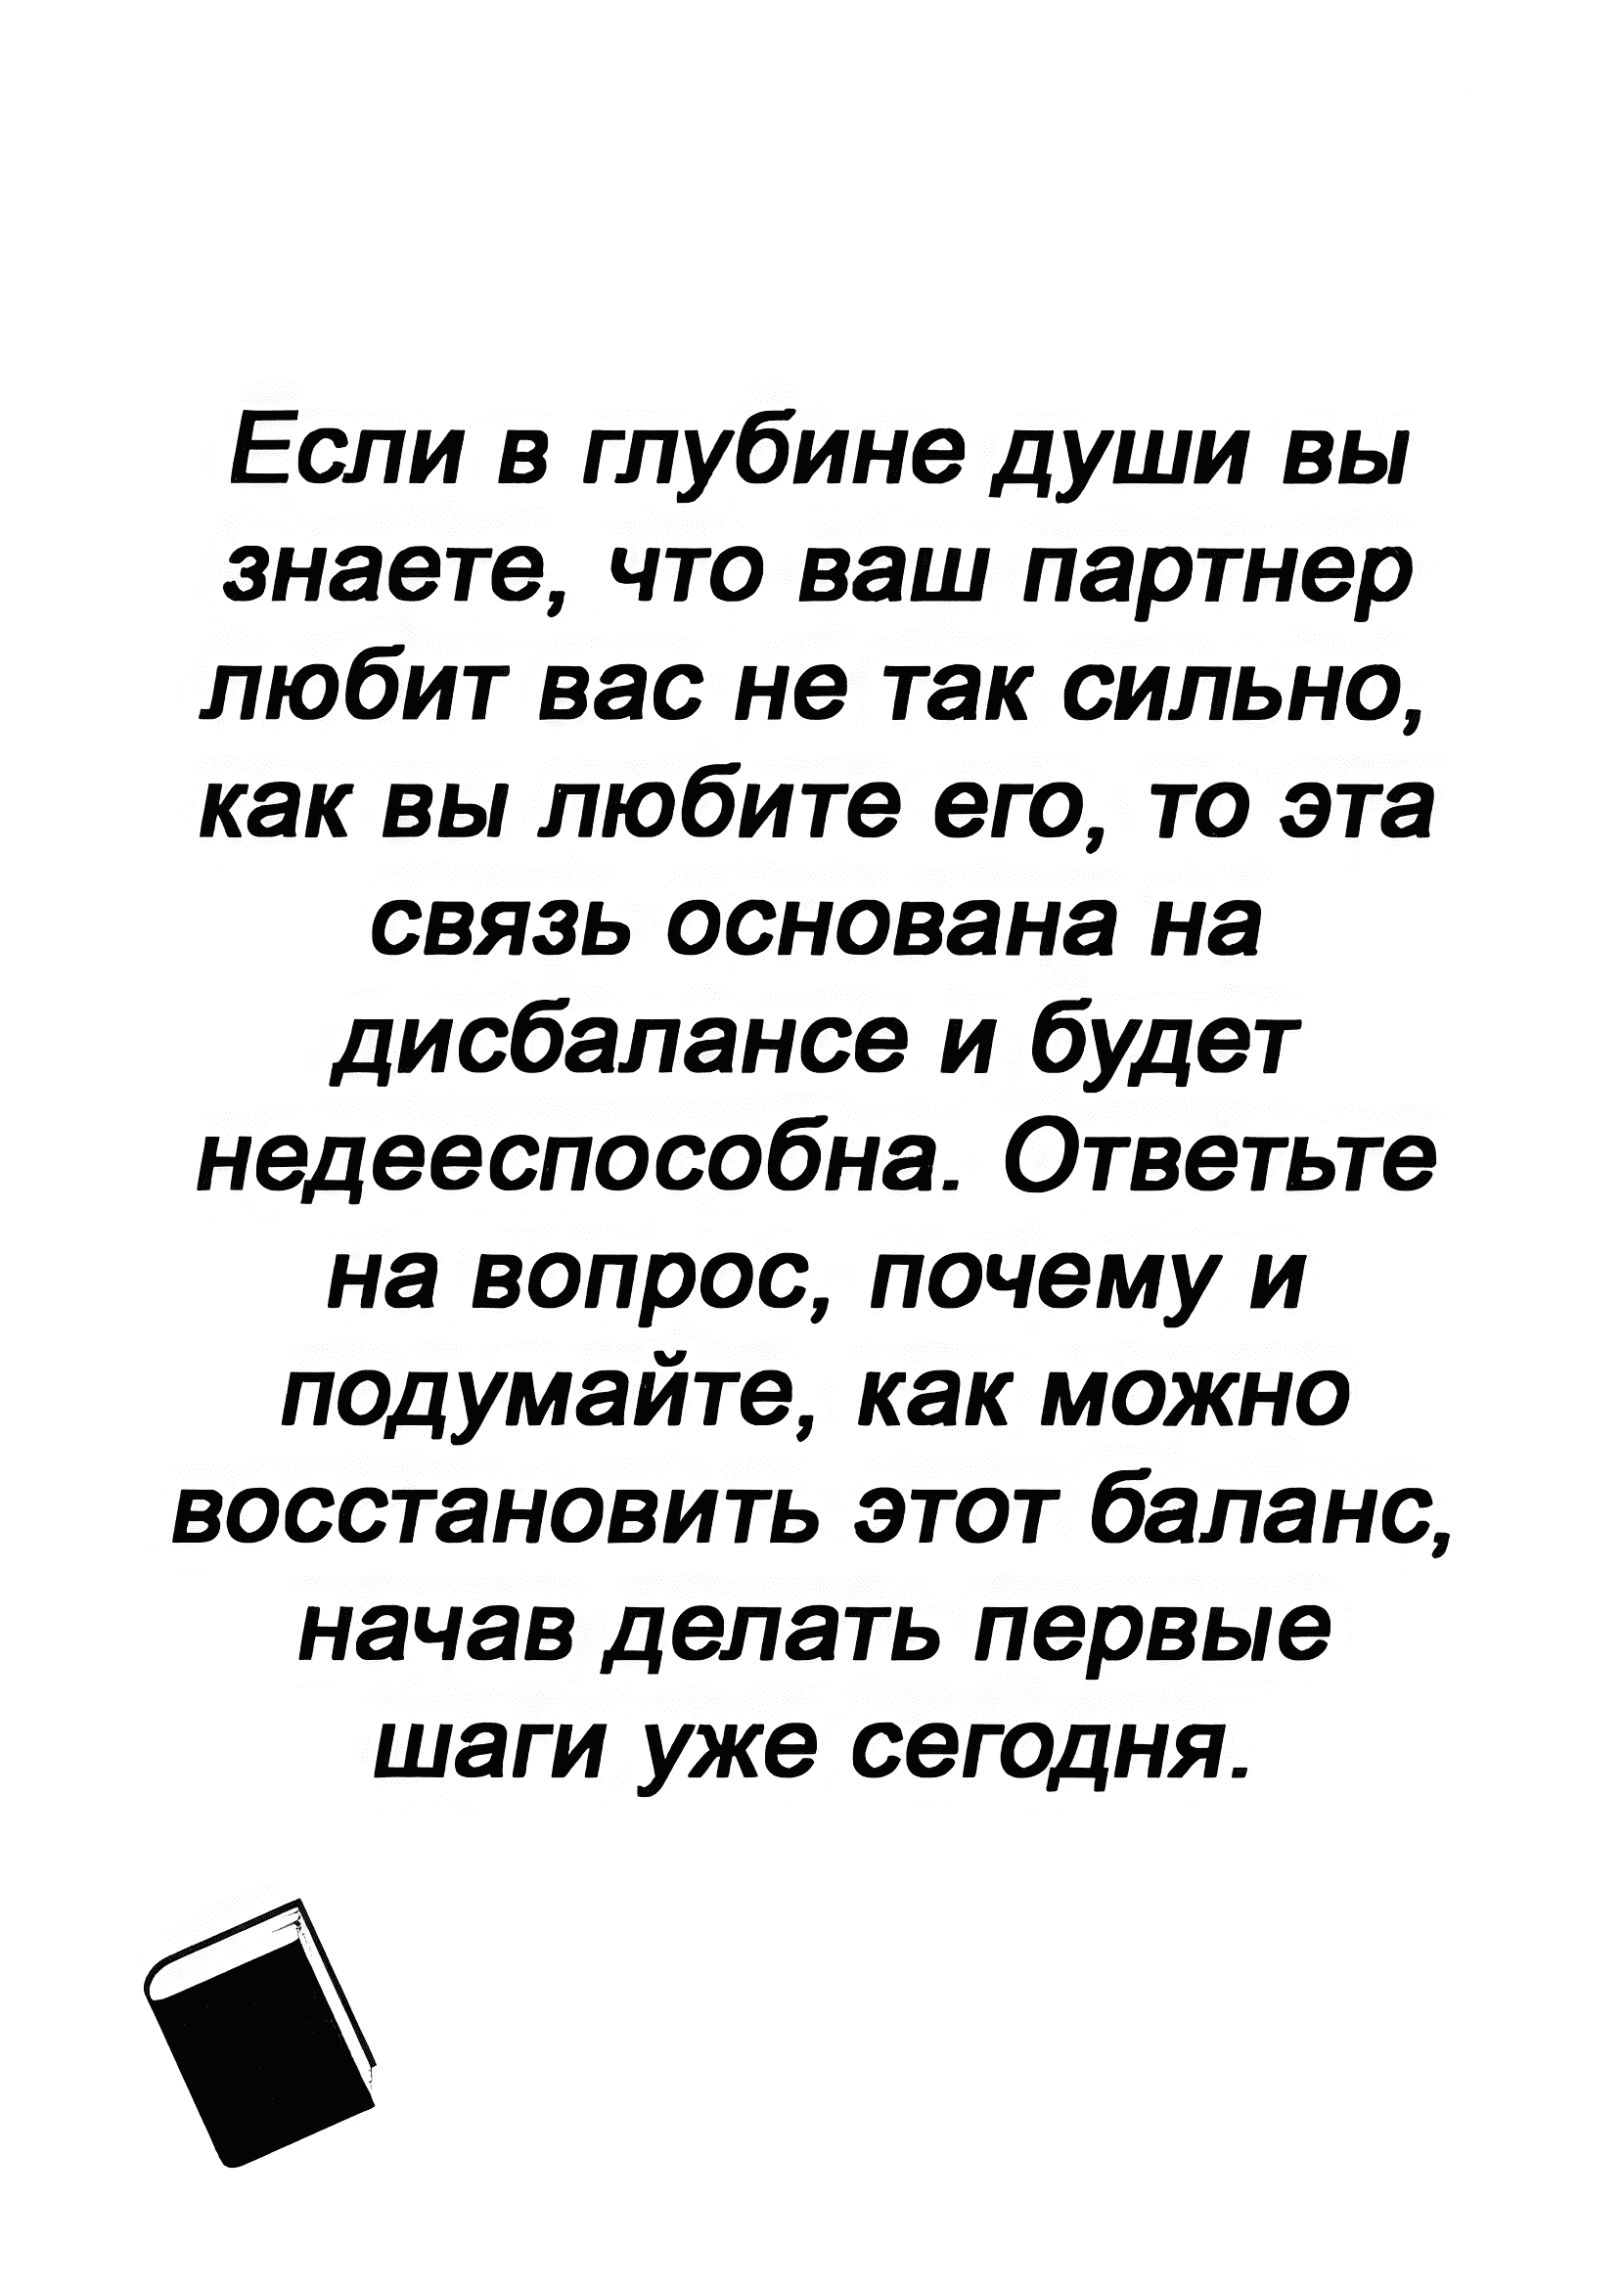 Если в глубине души вы
знаете, что ваш партнер
любит вас не так сильно,
как вы любите его, то эта
связь основана на
дисбалансе и будет
недееспособна. Ответьте
на вопрос, почему и
подумайте, как можно
восстановить этот баланс,
начав делать первые
шаги уже сегодня.